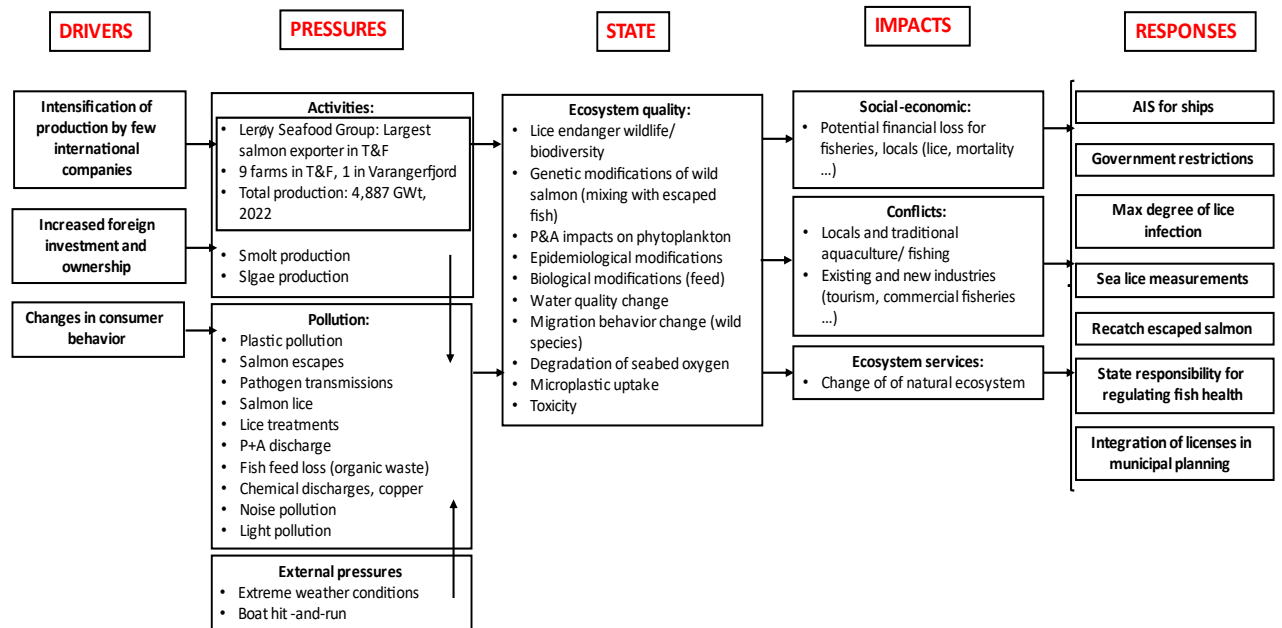 DRIVERS
PRESSURES
STATE
IMPACTS
RESPONSES
Intensification of
production by few
international
companies
Increased foreign
investment and
ownership
Changes in consumer
behavior
Activities:
• Lerøy Seafood Group: Largest
salmon exporter in T&F
• 9 farms in T&F, 1 in Varangerfjord
• Total production: 4,887 GWt,
2022
• Smolt production
• Slgae production
Pollution:
• Plastic pollution
• Salmon escapes
• Pathogen transmissions
• Salmon lice
• Lice treatments
• P+A discharge
• Fish feed loss (organic waste)
• Chemical discharges, copper
• Noise pollution
• Light pollution
External pressures
• Extreme weather conditions
• Boat hit -and-run
Ecosystem quality:
• Lice endanger wildlife/
biodiversity
• Genetic modifications of wild
salmon (mixing with escaped
fish)
• P&A impacts on phytoplankton
• Epidemiological modifications
• Biological modifications (feed)
• Water quality change
• Migration behavior change (wild
species)
• Degradation of seabed oxygen
• Microplastic uptake
• Toxicity
Social-economic:
• Potential financial loss for
fisheries, locals (lice, mortality
...)
Conflicts:
• Locals and traditional
aquaculture/ fishing
• Existing and new industries
(tourism, commercial fisheries
...)
Ecosystem services:
• Change of of natural ecosystem
AIS for ships
Government restrictions
Max degree of lice
infection
Sea lice measurements
Recatch escaped salmon
State responsibility for
regulating fish health
Integration of licenses in
municipal planning